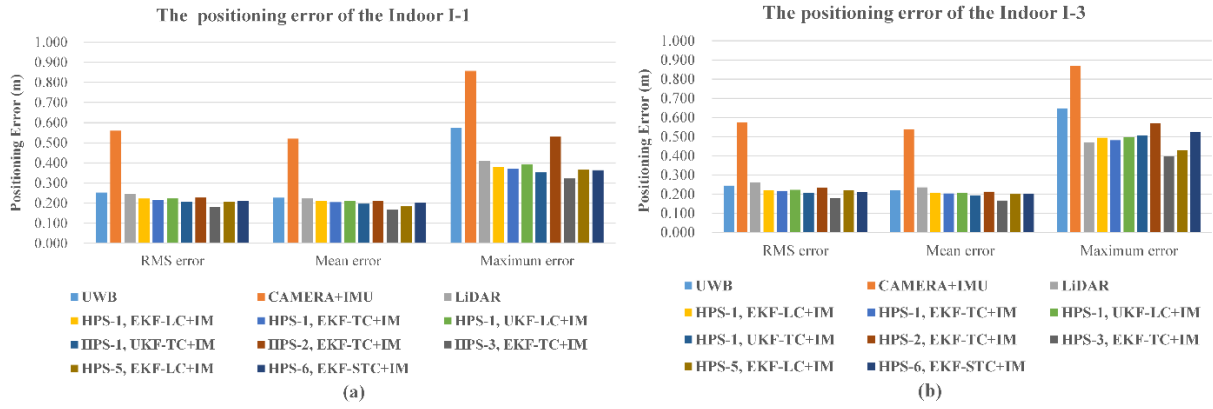 The positioning error of the Indoor I-1
Positioning Error (m)
1.000
0.900
0.800
0.700
0.600
0.500
0.400
0.300
0.200
0.100
0.000
RMS error Mean error Maximum error
UWB CAMERA+IMU LiDAR
HPS-1, EKF-LC+IM HPS-1, EKF-TC+IM HPS-1, UKF-LC+IM
HPS-1, UKF-TC+IM HPS-2, EKF-TC+IM HPS-3, EKF-TC+IM
HPS-5, EKF-LC+IM HPS-6, EKF-STC+IM
(a)
The positioning error of the Indoor I-3
Positioning Error (m)
1.000
0.900
0.800
0.700
0.600
0.500
0.400
0.300
0.200
0.100
0.000
RMS error Mean error Maximum error
UWB CAMERA+IMU LiDAR
HPS-1, EKF-LC+IM HPS-1, EKF-TC+IM HPS-1, UKF-LC+IM
HPS-1, UKF-TC+IM HPS-2, EKF-TC+IM HPS-3, EKF-TC+IM
HPS-5, EKF-LC+IM HPS-6, EKF-STC+IM
(b)